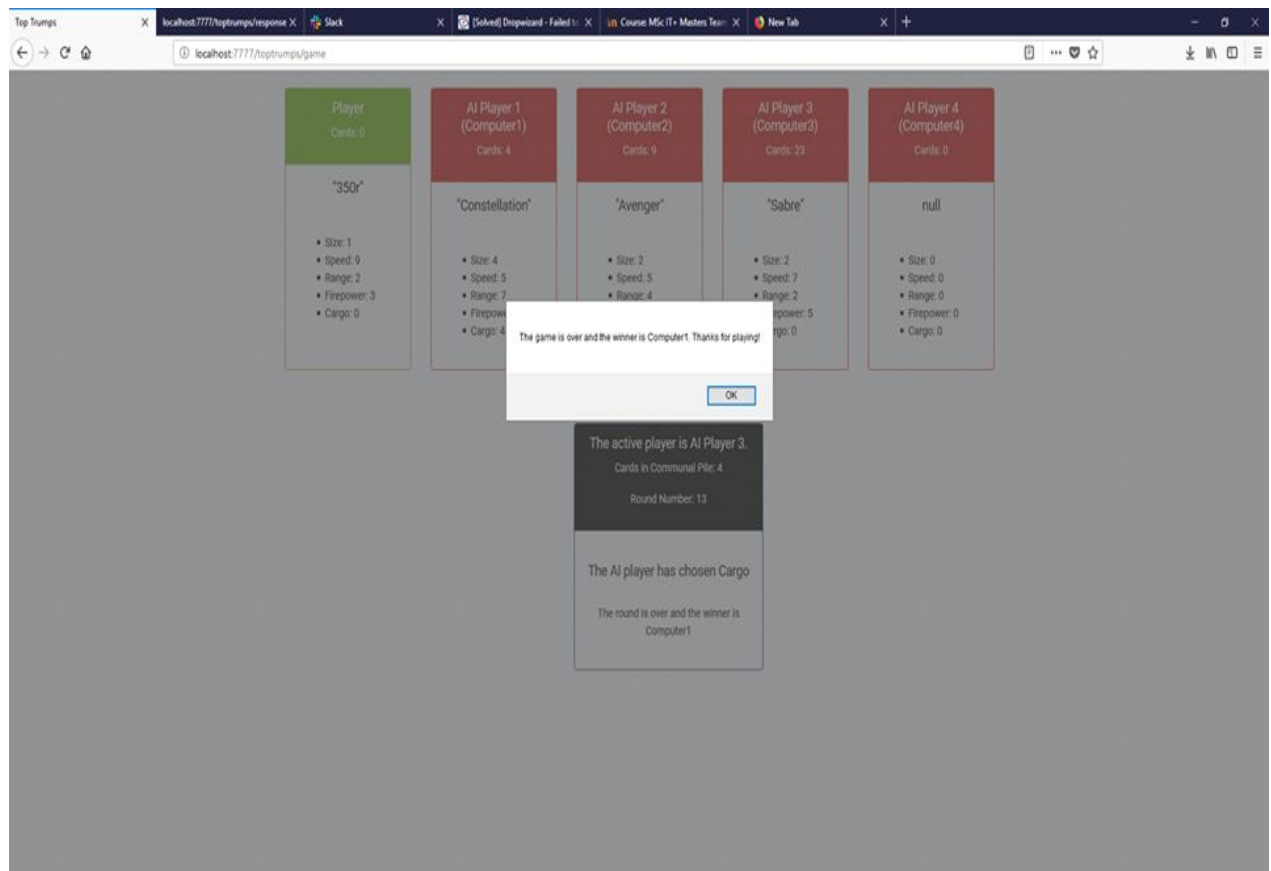 Top Trumps
localhost:7777/toptrumps/response
Slack
[Solved] Dropwizard - Failed to
Course: MSc IT+ Masters Team
New Tab
localhost:7777/toptrumps/game
Player
Cards: 0
"350r"
• Size: 1
• Speed: 9
• Range: 2
• Firepower: 3
• Cargo: 0
AI Player 1
(Computer1)
Cards: 4
"Constellation"
• Size: 4
• Speed: 5
• Range: 7
• Firepow
• Cargo: 4
AI Player 2
(Computer2)
Cards: 9
"Avenger"
• Size: 2
• Speed: 5
• Range: 4
AI Player 3
(Computer3)
Cards: 23
"Sabre"
• Size: 2
• Speed: 7
• Range: 2
epower: 5
rgo: 0
AI Player 4
(Computer4)
Cards: 0
null
• Size: 0
• Speed: 0
• Range: 0
• Firepower: 0
• Cargo: 0
The game is over and the winner is Computer1. Thanks for playing!
OK
The active player is AI Player 3.
Cards in Communal Pile: 4
Round Number: 13
The AI player has chosen Cargo
The round is over and the winner is
Computer1